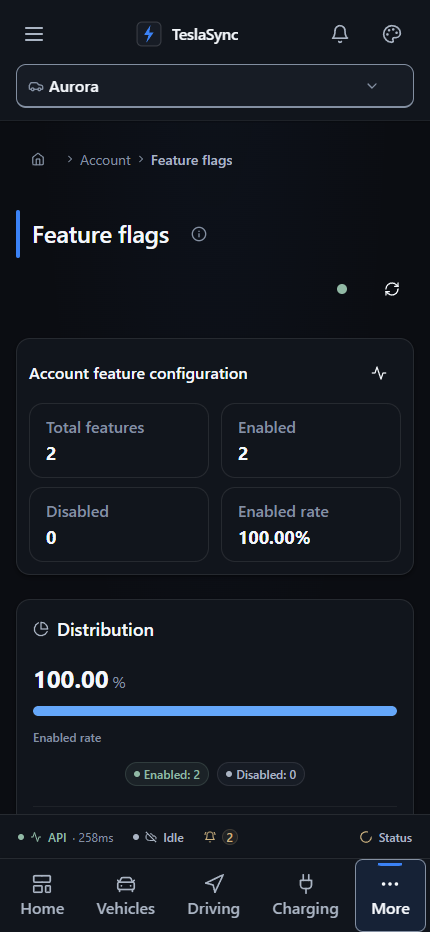 TeslaSync
Aurora
Account Feature flags
Feature flags
Account feature configuration
Total features
2
Enabled
2
Disabled
0
Enabled rate
100.00%
Distribution
100.00 %
Enabled rate
Enabled: 2 Disabled: 0
API · 258ms Idle 2 Status
Home Vehicles Driving Charging More